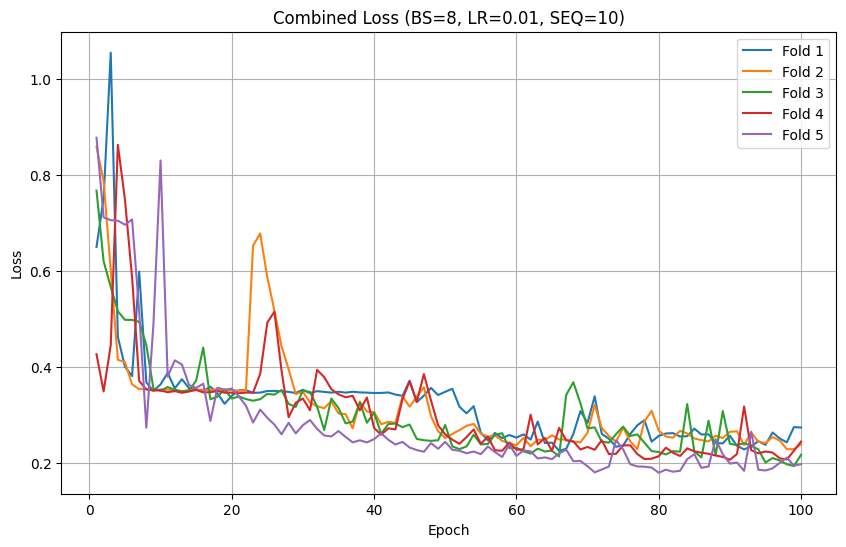 Combined Loss (BS=8, LR=0.01, SEQ=10)
Fold 1
Fold 2
Fold 3
Fold 4
Fold 5
Loss
1.0
0.8
0.6
0.4
0.2
0 20 40 60 80 100
Epoch